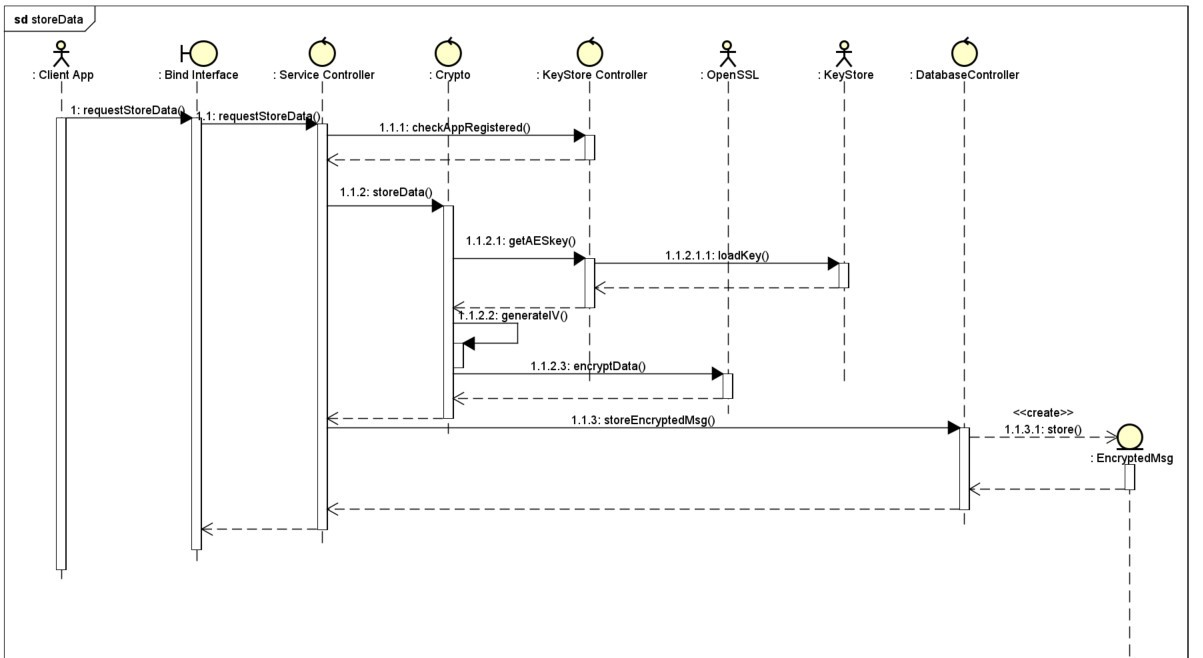 sd storeData
: Client App
: Bind Interface
: Service Controller
: Crypto
: KeyStore Controller
: OpenSSL
: KeyStore
: DatabaseController
1: requestStoreData()
1.1: requestStoreData()
1.1.1: checkAppRegistered()
1.1.2: storeData()
1.1.2.1: getAESkey()
1.1.2.1.1: loadKey()
1.1.2.2: generateIV()
1.1.2.3: encryptData()
1.1.3: storeEncryptedMsg()
<<create>>
1.1.3.1: store()
: EncryptedMsg